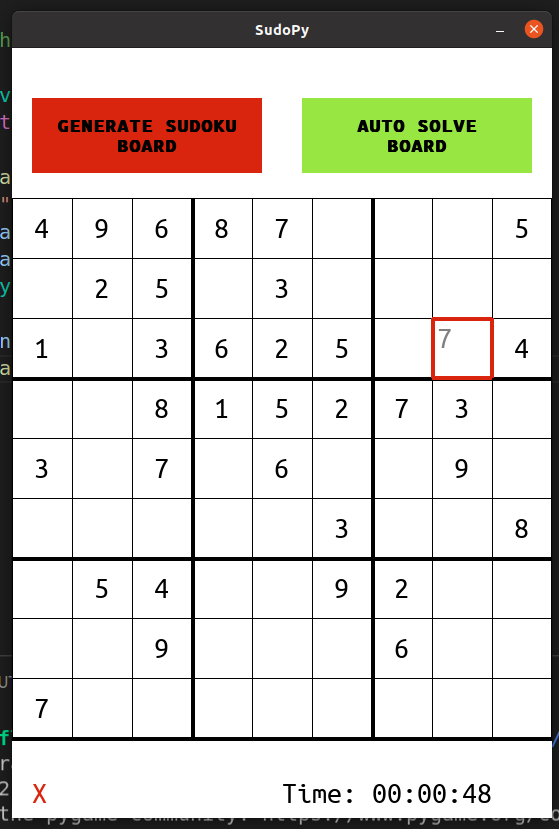 SudoPy
GENERATE SUDOKU
BOARD
AUTO SOLVE
BOARD
4 9 6 8 7 5
2 5 3
1 3 6 2 5 7 4
8 1 5 2 7 3
3 7 6 9
3 8
5 4 9 2
9 6
7
X Time: 00:00:48